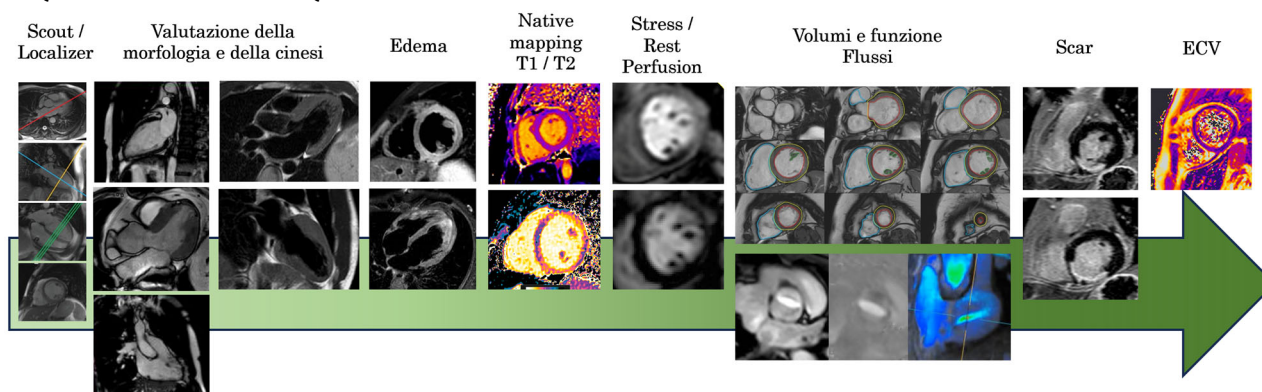 Scout /
Localizer
Valutazione della
morfologia e della cinesi
Edema
Native
mapping
T1 / T2
Stress /
Rest
Perfusion
Volumi e funzione
Flussi
Scar
ECV